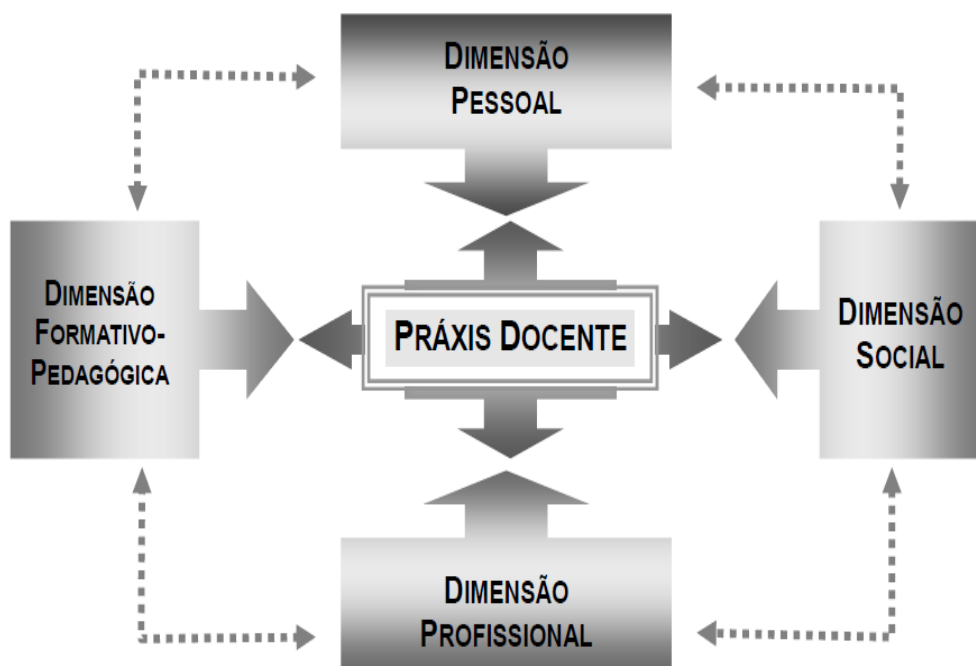 DIMENSÃO
PESSOAL
DIMENSÃO
FORMATIVO-
PEDAGÓGICA
PRÁXIS DOCENTE
DIMENSÃO
SOCIAL
DIMENSÃO
PROFISSIONAL